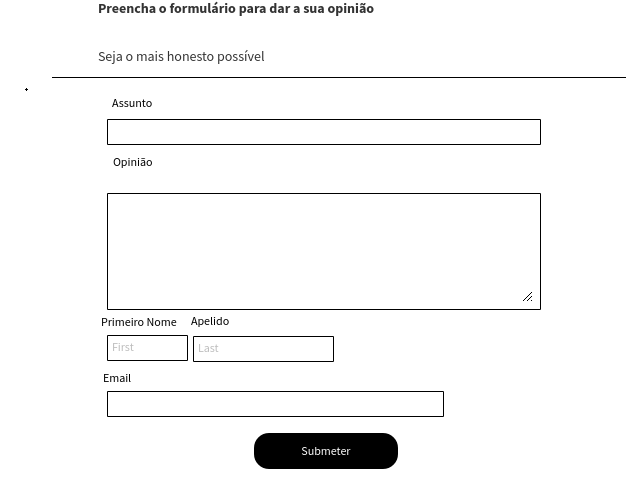 Preencha o formulário para dar a sua opinião
Seja o mais honesto possível
Assunto
Opinião
Primeiro Nome Apelido
First Last
Email
Submeter